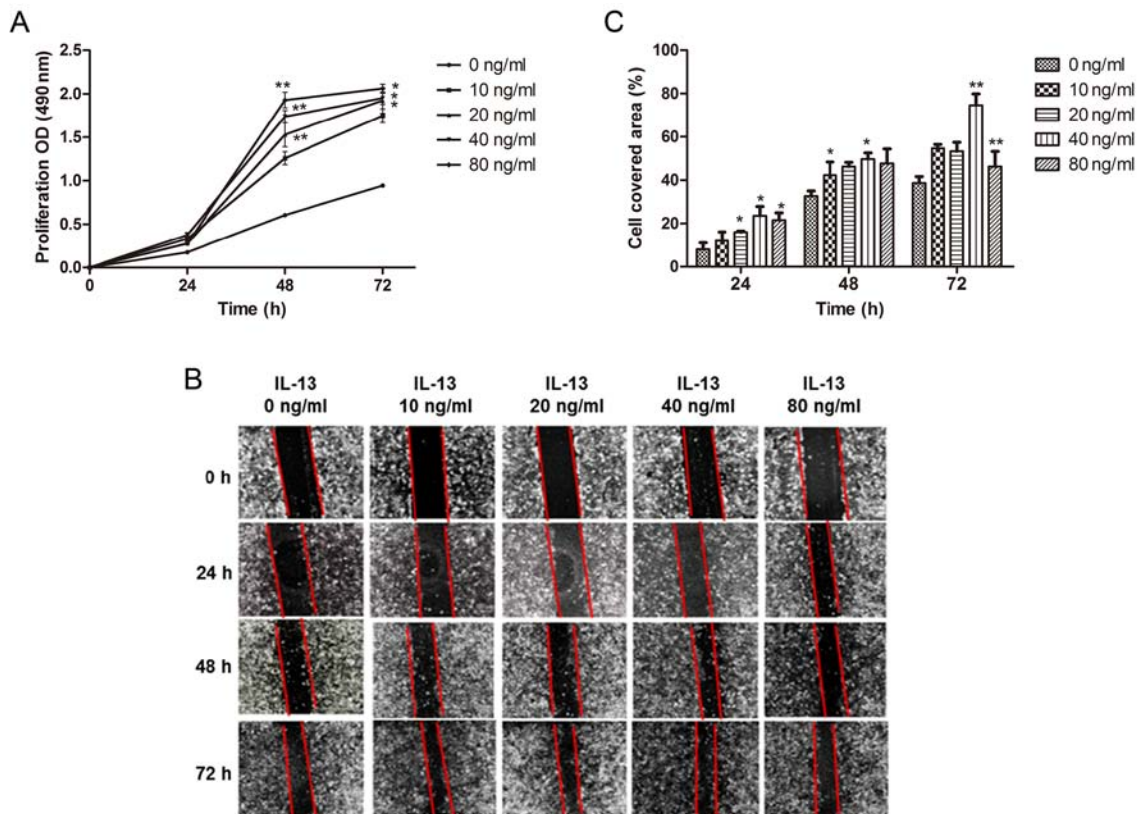 A
Proliferation OD (490 nm)
2.5
2.0
1.5
1.0
0.5
0.0
0 24 48 72
Time (h)
** ** ** * * *
0 ng/ml
10 ng/ml
20 ng/ml
40 ng/ml
80 ng/ml
C
Cell covered area (%)
100
80
60
40
20
0
24 48 72
Time (h)
* * * * * ** **
0 ng/ml
10 ng/ml
20 ng/ml
40 ng/ml
80 ng/ml
B
IL-13 IL-13 IL-13 IL-13 IL-13
0 ng/ml 10 ng/ml 20 ng/ml 40 ng/ml 80 ng/ml
0 h
24 h
48 h
72 h